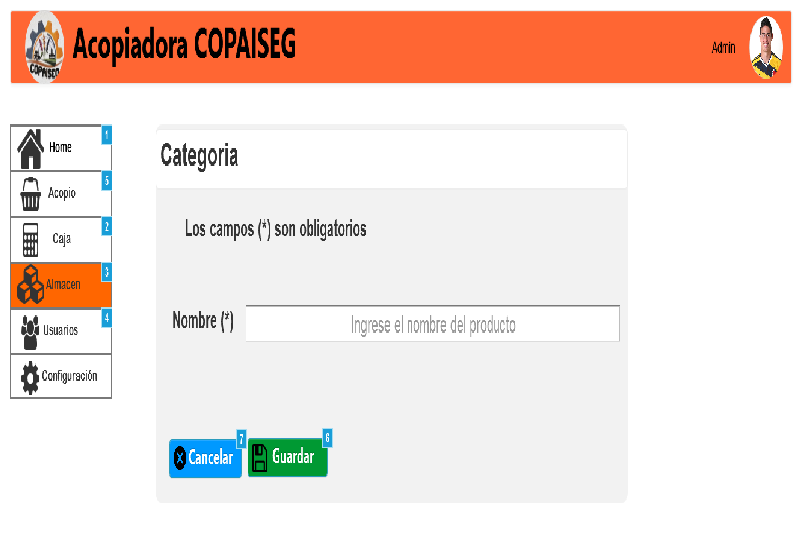 COPAISEG
Acopiadora COPAISEG
Admin
Home
1
Acopio
5
Caja
2
Almacen
3
Usuarios
4
Configuración
Categoria
Los campos (*) son obligatorios
Nombre (*)
Ingrese el nombre del producto
Cancelar
7
Guardar
6